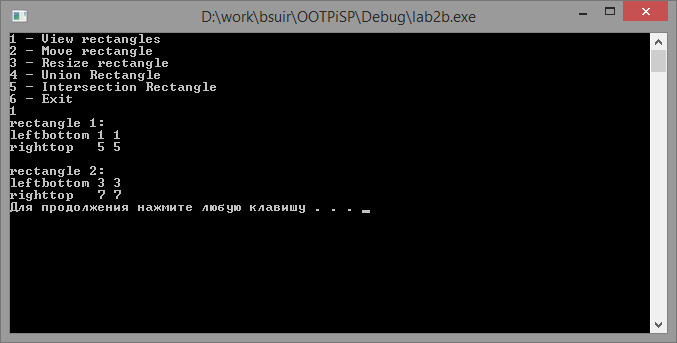 D:\work\bsuir\OOTPiSP\Debug\lab2b.exe
1 - View rectangles
2 - Move rectangle
3 - Resize rectangle
4 - Union Rectangle
5 - Intersection Rectangle
6 - Exit
1
rectangle 1:
leftbottom 1 1
righttop   5 5
rectangle 2:
leftbottom 3 3
righttop   7 7
Для продолжения нажмите любую клавишу . . . _